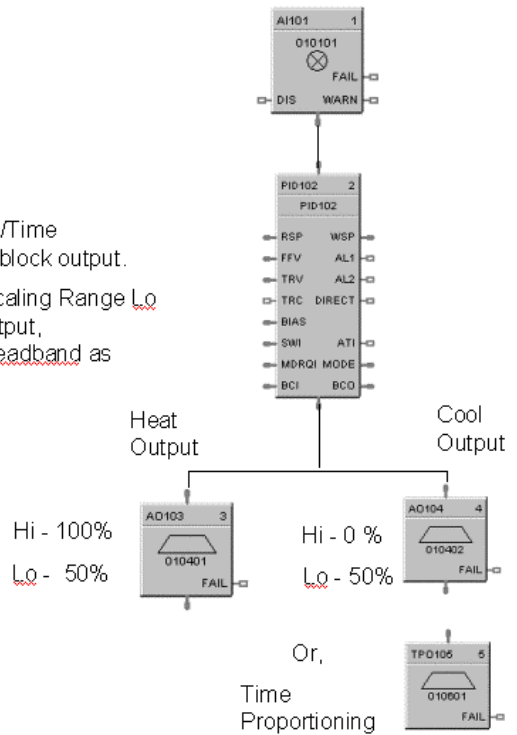 AI101 1
010101
FAIL
DIS WARN
PID102 2
PID102
RSP WSP
FFV AL1
TRV AL2
TRC DIRECT
BIAS
SWI ATI
MDRQI MODE
BCI BCO
/Time
block output.
caling Range Lo
tput,
eadband as
Heat
Output
Cool
Output
AO103 3
010401
FAIL
Hi - 100%
Lo - 50%
AO104 4
010402
FAIL
Hi - 0 %
Lo - 50%
Or,
Time
Proportioning
TPO105 5
010601
FAIL